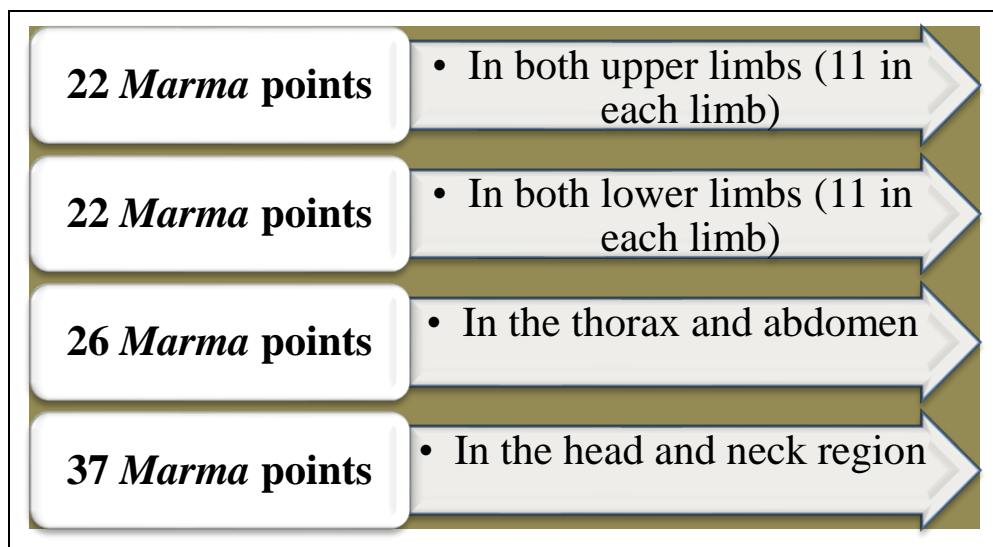 22 Marma points
• In both upper limbs (11 in
each limb)
22 Marma points
• In both lower limbs (11 in
each limb)
26 Marma points
• In the thorax and abdomen
37 Marma points
• In the head and neck region